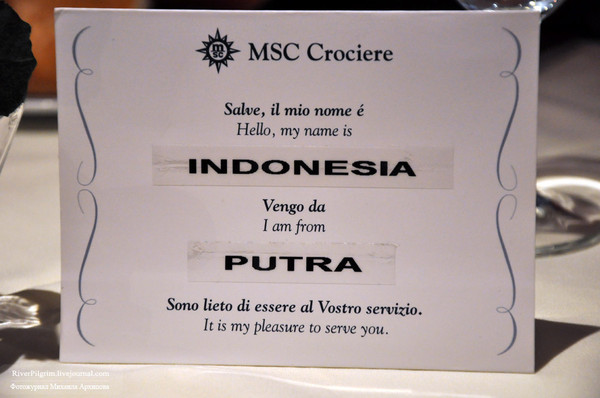 MSC Crociere
Salve, il mio nome é
Hello, my name is
INDONESIA
Vengo da
I am from
PUTRA
Sono lieto di essere al Vostro servizio.
It is my pleasure to serve you.
RiverPilgrim.livejournal.com